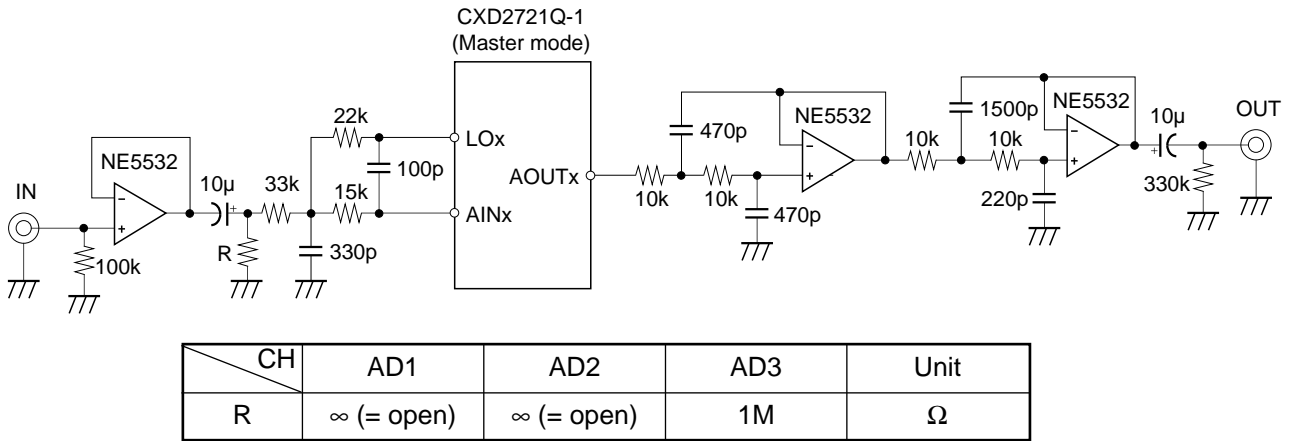 CXD2721Q-1
(Master mode)
IN
100k
NE5532
−
+
10µ
+
R
33k
22k
15k
330p
100p
LOx
AINx
AOUTx
10k
470p
10k
470p
NE5532
−
+
10k
1500p
10k
220p
NE5532
−
+
10µ
+
330k
OUT
CH AD1 AD2 AD3 Unit
R ∞ (= open) ∞ (= open) 1M Ω